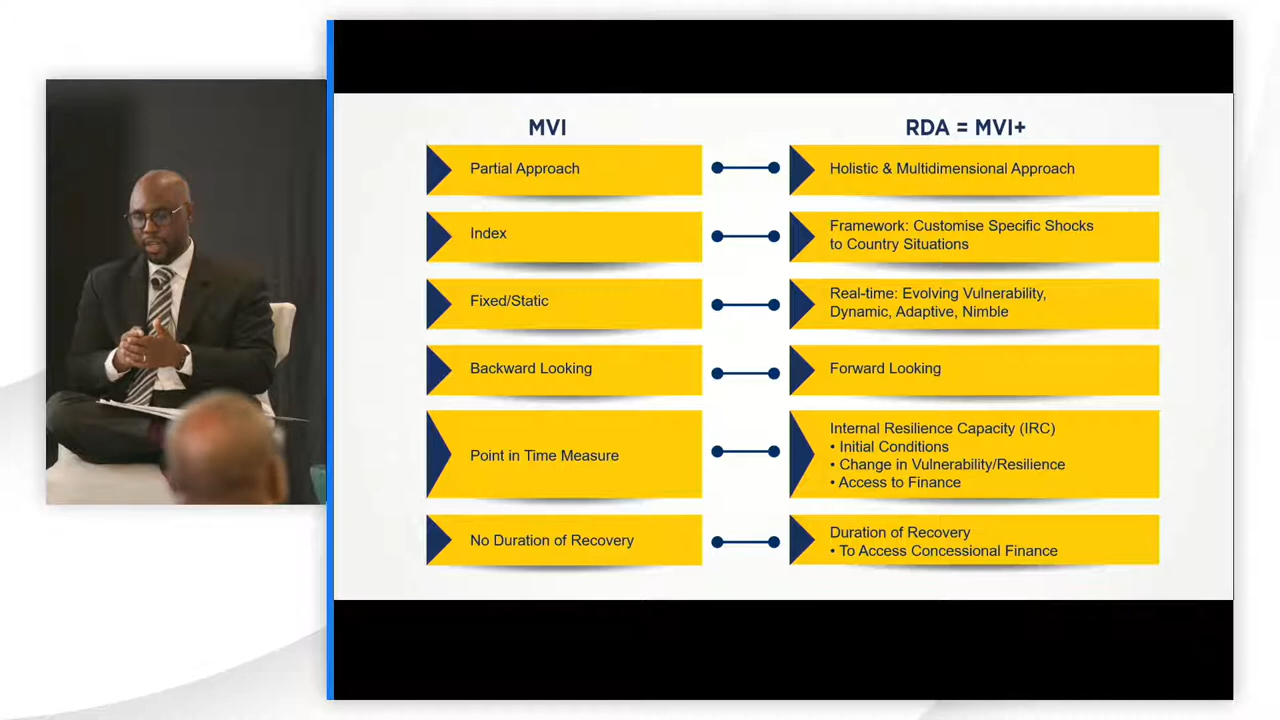 MVI
RDA = MVI+
Partial Approach
Holistic & Multidimensional Approach
Index
Framework: Customise Specific Shocks
to Country Situations
Fixed/Static
Real-time: Evolving Vulnerability,
Dynamic, Adaptive, Nimble
Backward Looking
Forward Looking
Point in Time Measure
Internal Resilience Capacity (IRC)
• Initial Conditions
• Change in Vulnerability/Resilience
• Access to Finance
No Duration of Recovery
Duration of Recovery
• To Access Concessional Finance